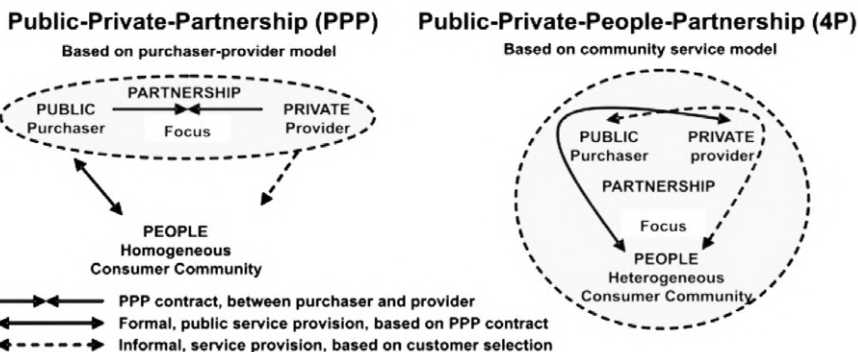 Public-Private-Partnership (PPP)
Based on purchaser-provider model
PARTNERSHIP
PUBLIC
Purchaser
PRIVATE
Provider
Focus
PEOPLE
Homogeneous
Consumer Community
Public-Private-People-Partnership (4P)
Based on community service model
PUBLIC
Purchaser
PRIVATE
provider
PARTNERSHIP
Focus
PEOPLE
Heterogeneous
Consumer Community
PPP contract, between purchaser and provider
Formal, public service provision, based on PPP contract
Informal, service provision, based on customer selection